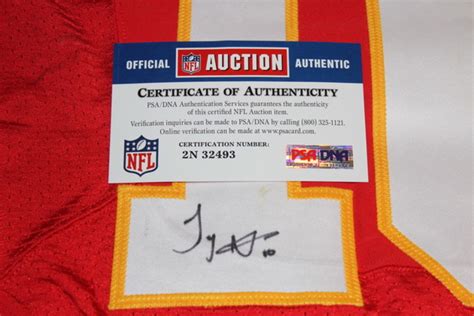 OFFICIAL NFL AUCTION AUTHENTIC
CERTIFICATE OF AUTHENTICITY
PSA/DNA Authentication Services guarantees the authenticity
of this certified NFL Auction item.
Verification inquiries can be made to PSA/DNA by calling (800) 325-1121.
Online verification can be made at www.psacard.com.
CERTIFICATION NUMBER:
2N 32493
NFL
PSA DNA
10